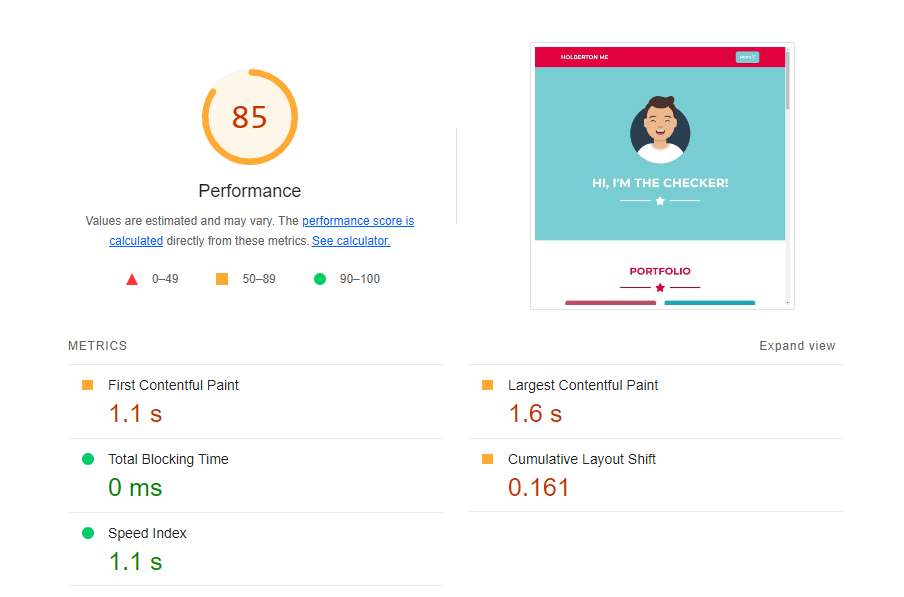 85
Performance
Values are estimated and may vary. The performance score is
calculated directly from these metrics. See calculator.
0–49
50–89
90–100
HOLBERTON ME
HI, I'M THE CHECKER!
PORTFOLIO
METRICS
Expand view
First Contentful Paint
1.1 s
Largest Contentful Paint
1.6 s
Total Blocking Time
0 ms
Cumulative Layout Shift
0.161
Speed Index
1.1 s